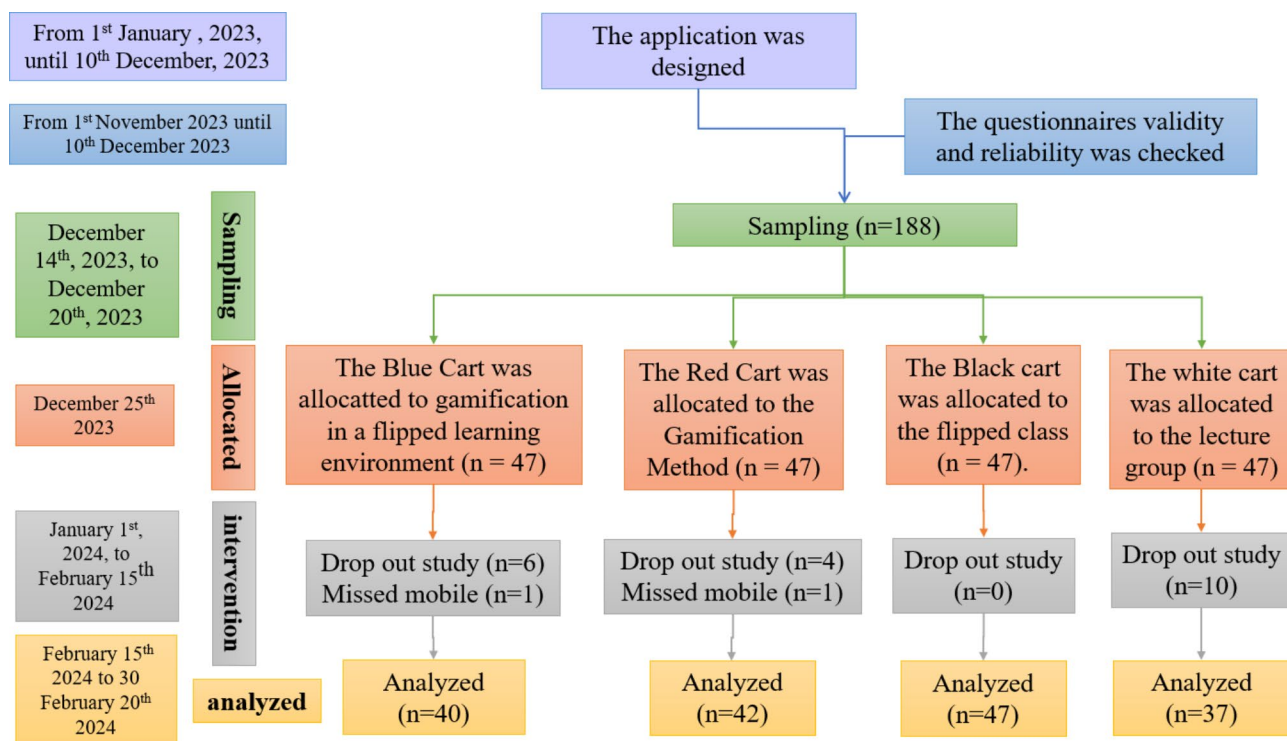 From 1st January , 2023,
until 10th December, 2023
The application was
designed
From 1st November 2023 until
10th December 2023
The questionnaires validity
and reliability was checked
Sampling
December
14th, 2023, to
December
20th, 2023
Sampling (n=188)
Allocated
December 25th
2023
The Blue Cart was
allocatted to gamification
in a flipped learning
environment (n = 47)
The Red Cart was
allocated to the
Gamification
Method (n = 47)
The Black cart
was allocated to
the flipped class
(n = 47).
The white cart
was allocated
to the lecture
group (n = 47)
intervention
January 1st,
2024, to
February 15th
2024
Drop out study (n=6)
Missed mobile (n=1)
Drop out study (n=4)
Missed mobile (n=1)
Drop out study
(n=0)
Drop out study
(n=10)
February 15th
2024 to 30
February 20th
2024
analyzed
Analyzed
(n=40)
Analyzed
(n=42)
Analyzed
(n=47)
Analyzed
(n=37)